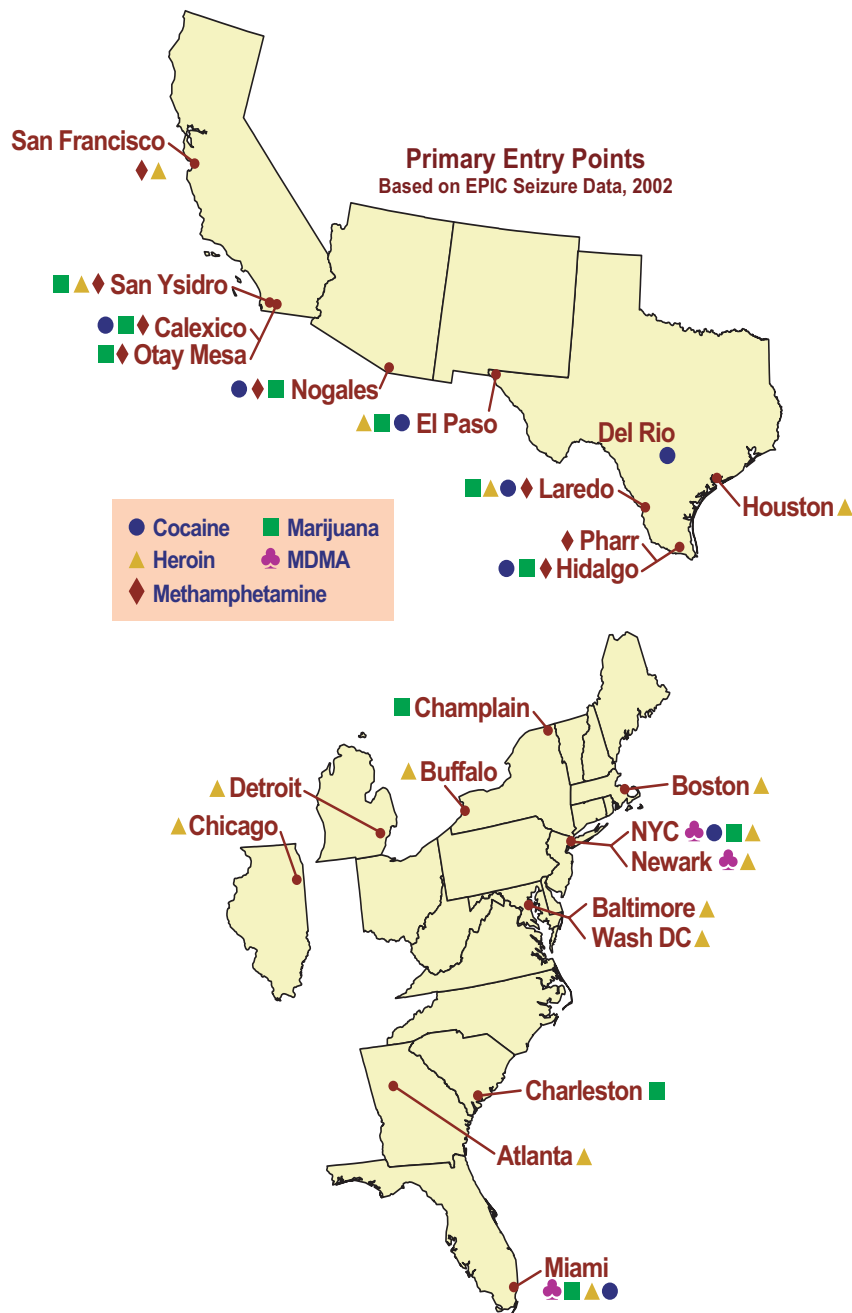 San Francisco
Primary Entry Points
Based on EPIC Seizure Data, 2002
San Ysidro
Calexico
Otay Mesa
Nogales
El Paso
Del Rio
Laredo
Houston
Pharr
Hidalgo
Cocaine
Marijuana
Heroin
MDMA
Methamphetamine
Champlain
Buffalo
Detroit
Boston
Chicago
NYC
Newark
Baltimore
Wash DC
Charleston
Atlanta
Miami